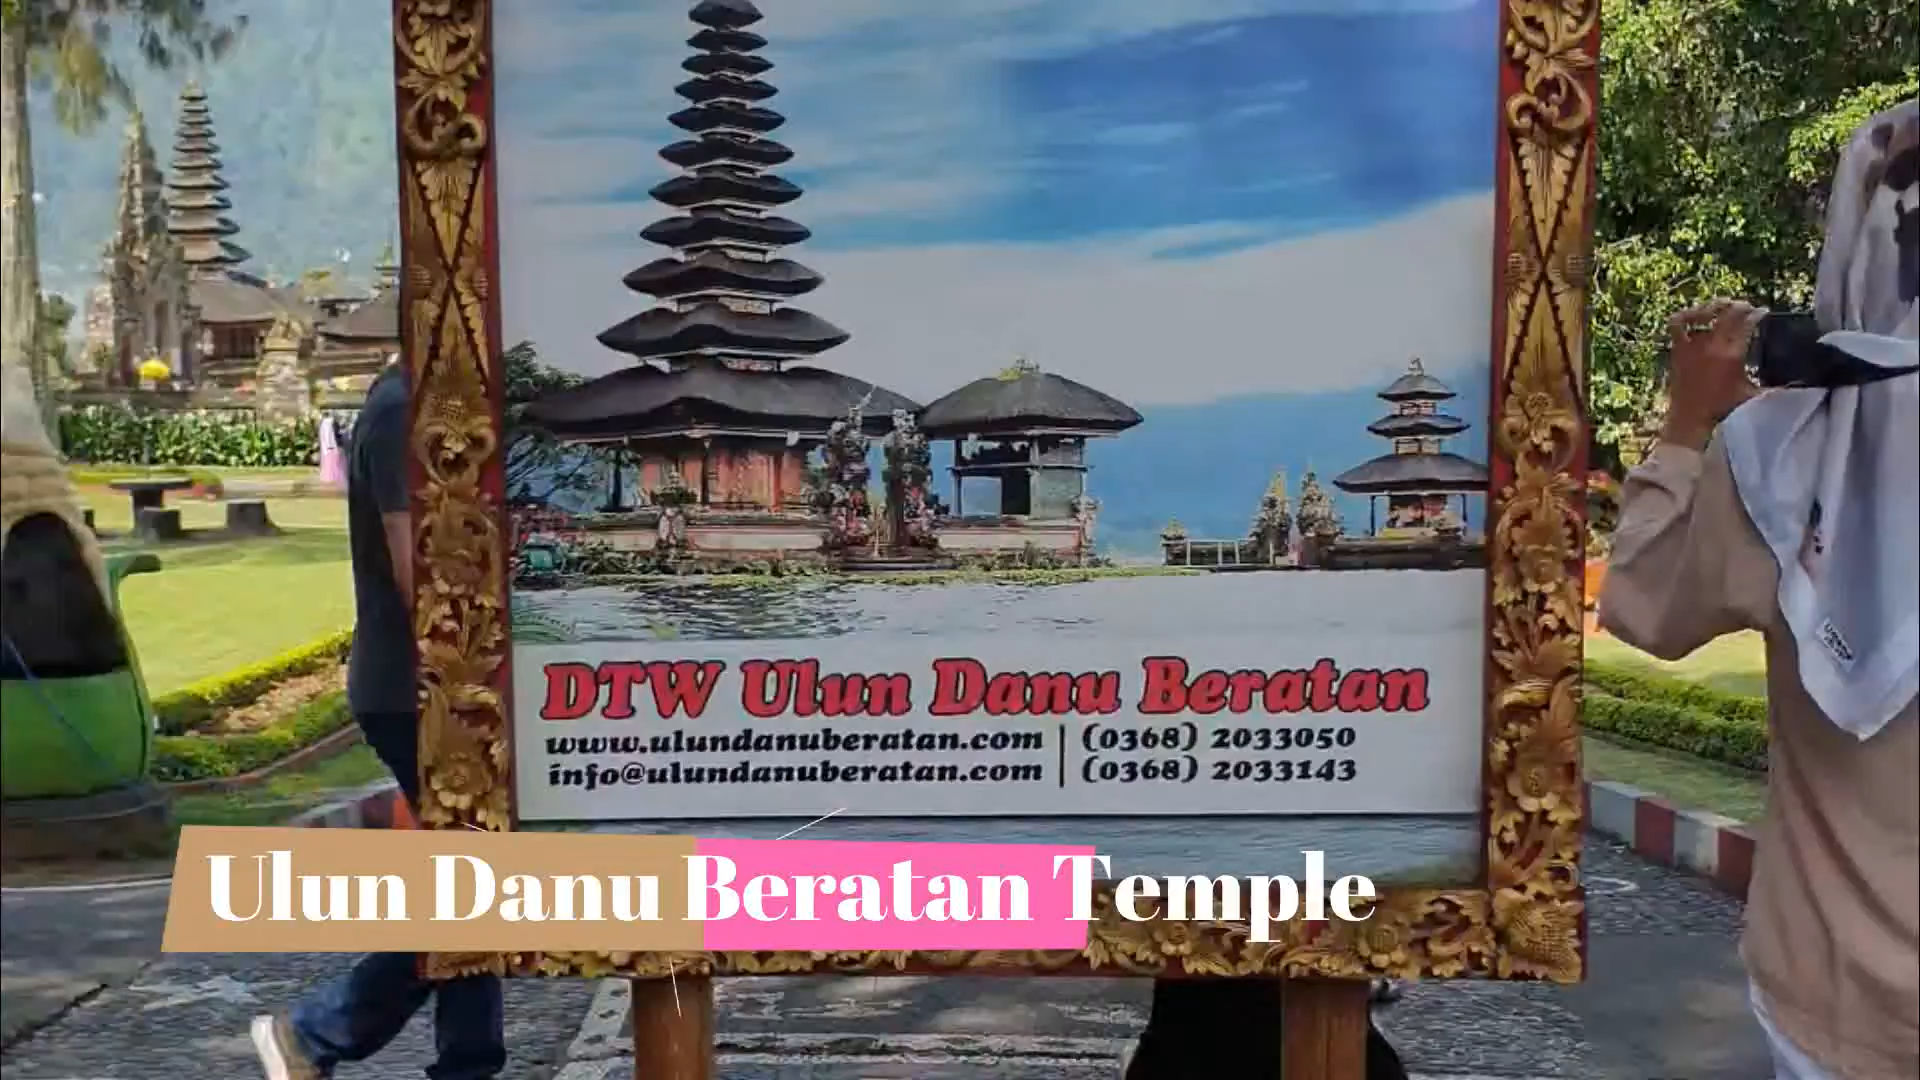 DTW Ulun Danu Beratan
www.ulundanuberatan.com | (0368) 2033050
info@ulundanuberatan.com | (0368) 2033143
Ulun Danu Beratan Temple